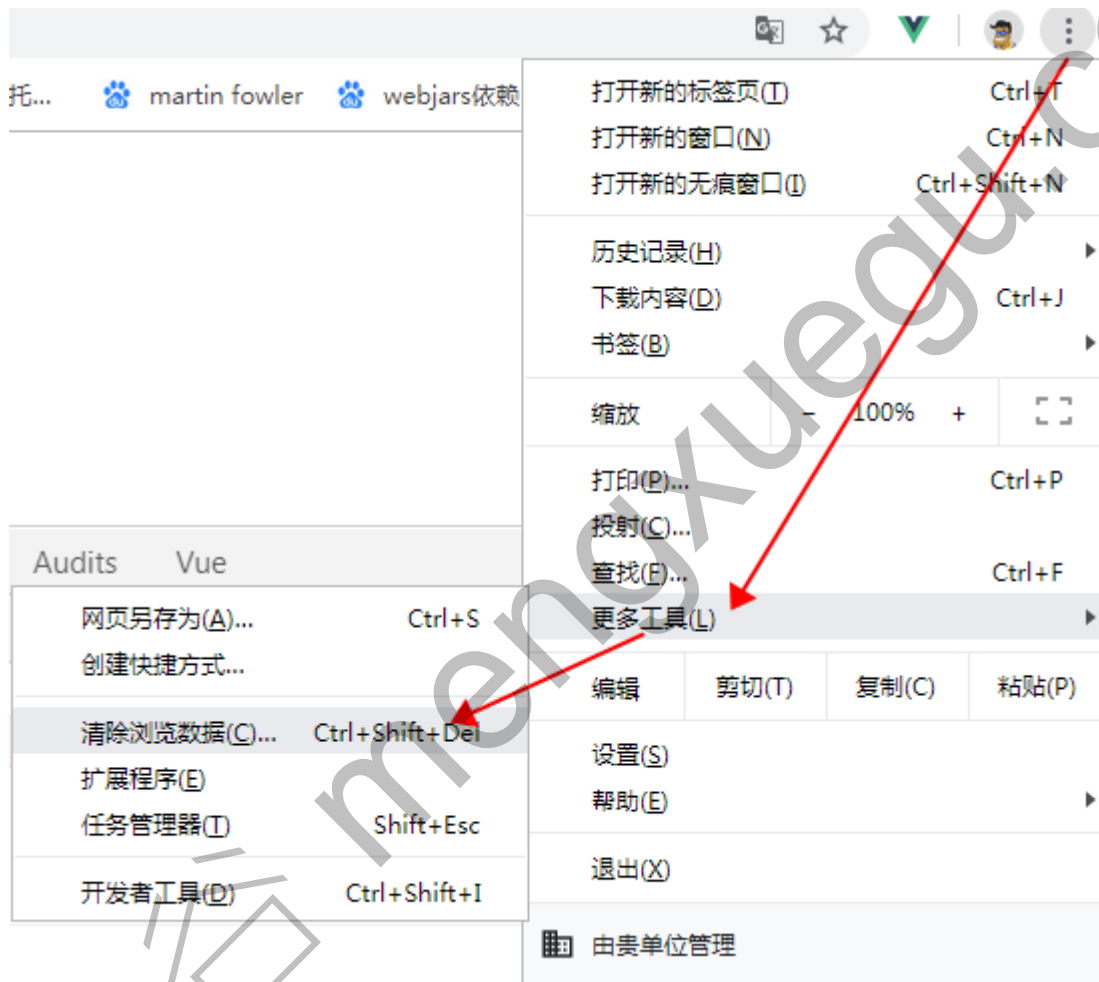 托... martin fowler webjars依赖
打开新的标签页(T) Ctrl+T
打开新的窗口(N) Ctrl+N
打开新的无痕窗口(I) Ctrl+Shift+N
历史记录(H)
下载内容(D) Ctrl+J
书签(B)
缩放 - 100% +
打印(P)... Ctrl+P
投射(C)...
查找(F)... Ctrl+F
更多工具(L)
编辑 剪切(T) 复制(C) 粘贴(P)
设置(S)
帮助(E)
退出(X)
由贵单位管理
Audits Vue
网页另存为(A)... Ctrl+S
创建快捷方式...
清除浏览数据(C)... Ctrl+Shift+Del
扩展程序(E)
任务管理器(T) Shift+Esc
开发者工具(D) Ctrl+Shift+I
谷 mengxuegu.c